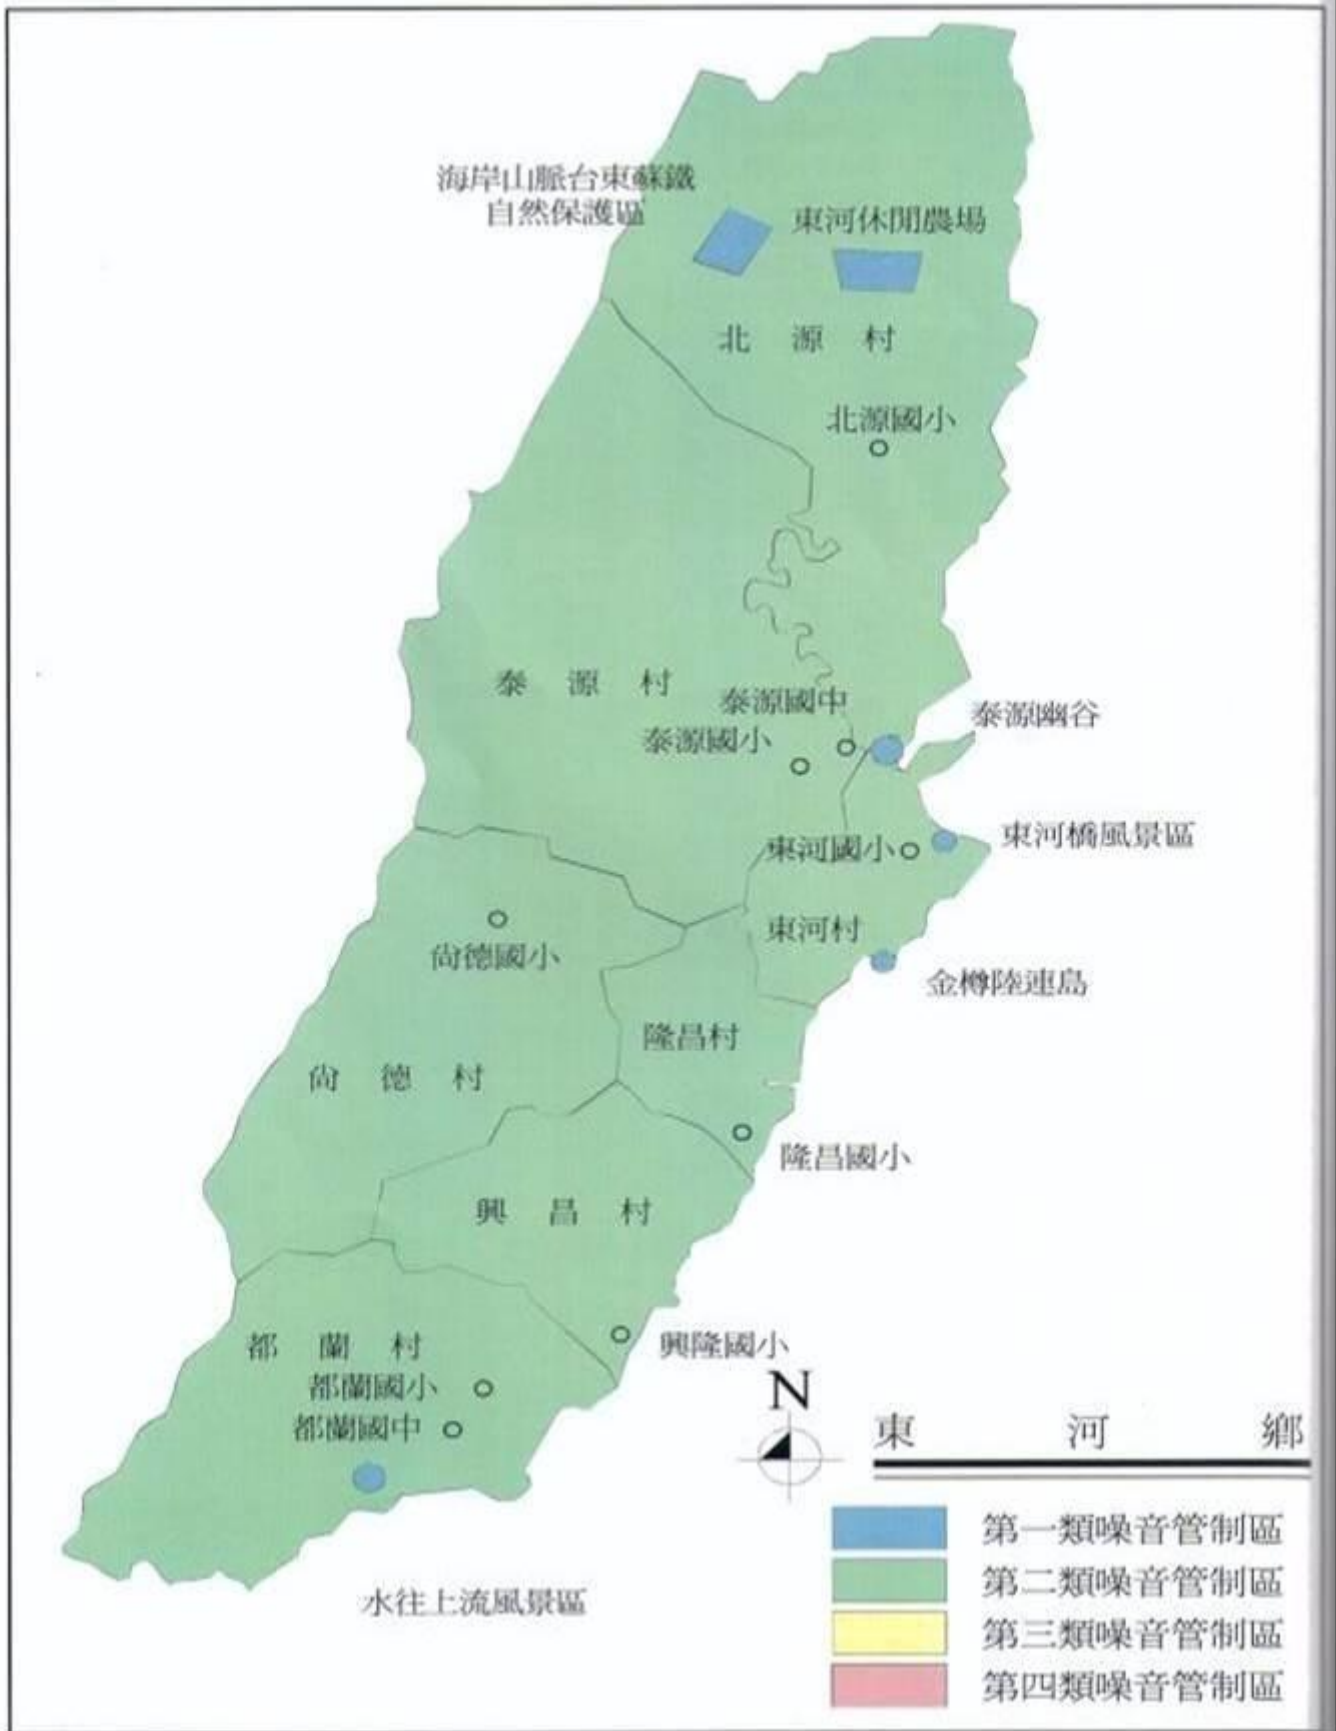 海岸山脈台東蘇鐵
自然保護區
東河休閒農場
北源村
北源國小
泰源村
泰源國中
泰源國小
泰源幽谷
東河國小
東河橋風景區
東河村
金樽陸連島
尚德國小
隆昌村
尚德村
隆昌國小
興昌村
興隆國小
都蘭村
都蘭國小
都蘭國中
水往上流風景區
N
東河鄉
第一類噪音管制區
第二類噪音管制區
第三類噪音管制區
第四類噪音管制區